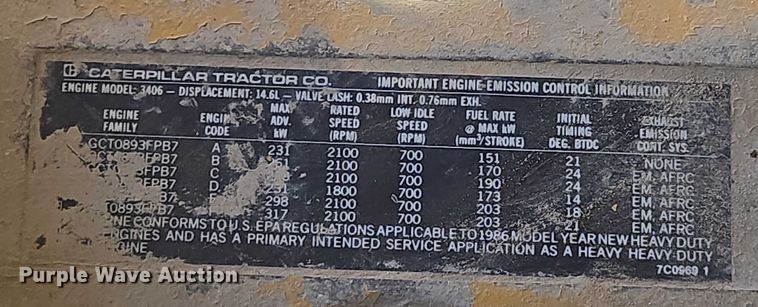 CATERPILLAR TRACTOR CO. IMPORTANT ENGINE EMISSION CONTROL INFORMATION
ENGINE MODEL: 3406 – DISPLACEMENT: 14.6L – VALVE LASH: 0.38mm INT. 0.76mm EXH.
ENGINE FAMILY ENGINE CODE MAX ADV. kW RATED SPEED (RPM) LOW IDLE SPEED (RPM) FUEL RATE @ MAX kW (mm³/STROKE) INITIAL TIMING DEG. BTDC EXHAUST EMISSION CONT. SYS.
GCT0893FPB7 A 231 2100 700 151 21 NONE
B 2100 700 170 24 EM, AFRC
C 2100 700 190 24 EM, AFRC
D 1800 700 173 14 EM, AFRC
298 2100 700 203 18 EM, AFRC
317 2100 700 203 21 EM, AFRC
CONFORMS TO U.S. EPA REGULATIONS APPLICABLE TO 1986 MODEL YEAR NEW HEAVY DUTY
AND HAS A PRIMARY INTENDED SERVICE APPLICATION AS A HEAVY HEAVY-DUTY
7C0969 1
Purple Wave Auction
Purple Wave Auction